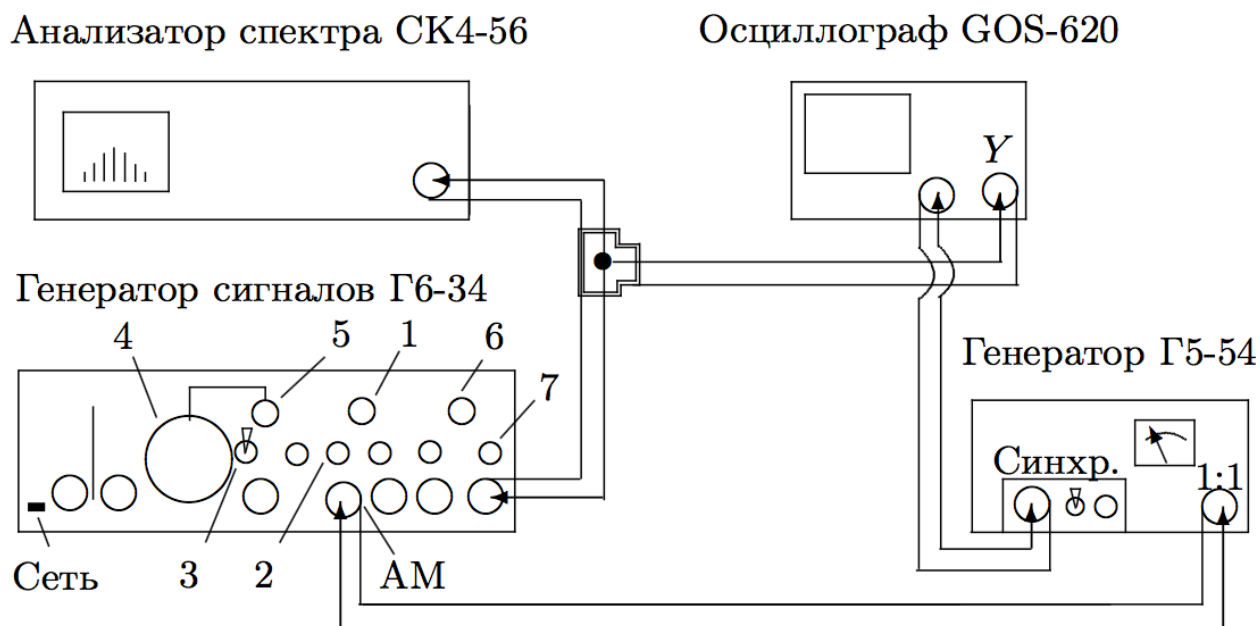 Анализатор спектра СК4-56
Осциллограф GOS-620
Y
Генератор сигналов Г6-34
4
5
1
6
7
Генератор Г5-54
Синхр.
1:1
Сеть
3
2
АМ